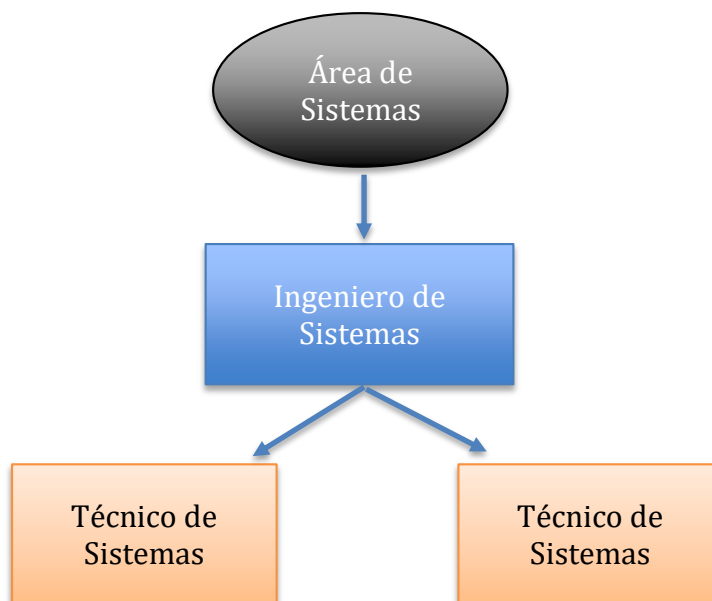 Área de
Sistemas
Ingeniero de
Sistemas
Técnico de
Sistemas
Técnico de
Sistemas